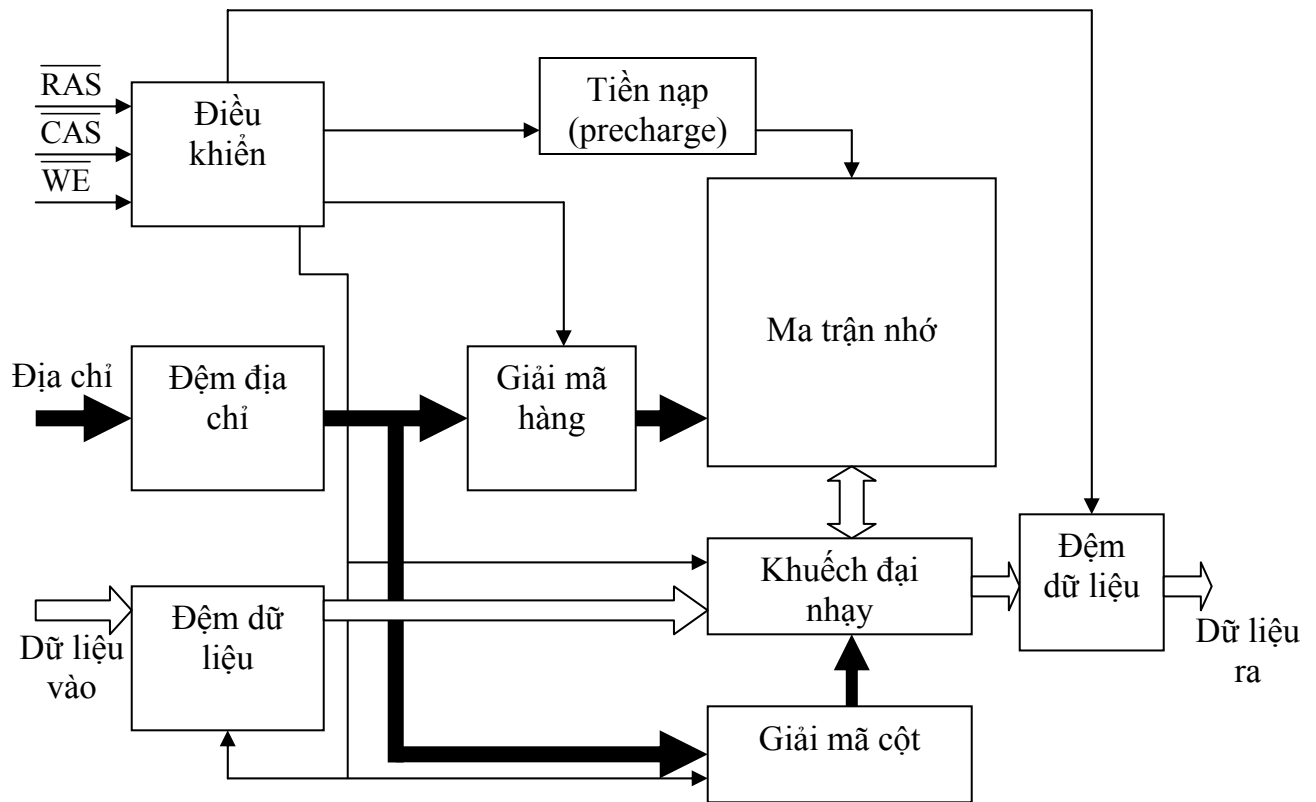 RAS
CAS
WE
Điều
khiển
Tiền nạp
(precharge)
Ma trận nhớ
Địa chỉ
Đệm địa
chỉ
Giải mã
hàng
Dữ liệu
vào
Đệm dữ
liệu
Khuếch đại
nhạy
Đệm
dữ liệu
Dữ liệu
ra
Giải mã cột